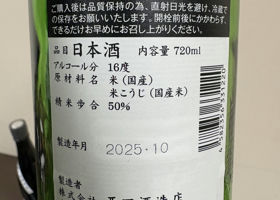 ご購入後は品質保持の為、直射日光を避け、冷蔵での
保存をお願いいたします。開栓前後にかかわらず、
できるだけお早めにお召し上がりください。
品目 日本酒 内容量 720ml
アルコール分 16度
原材料名 米(国産)
米こうじ(国産米)
精米歩合 50%
製造年月 2025.10
製造者
酒造店